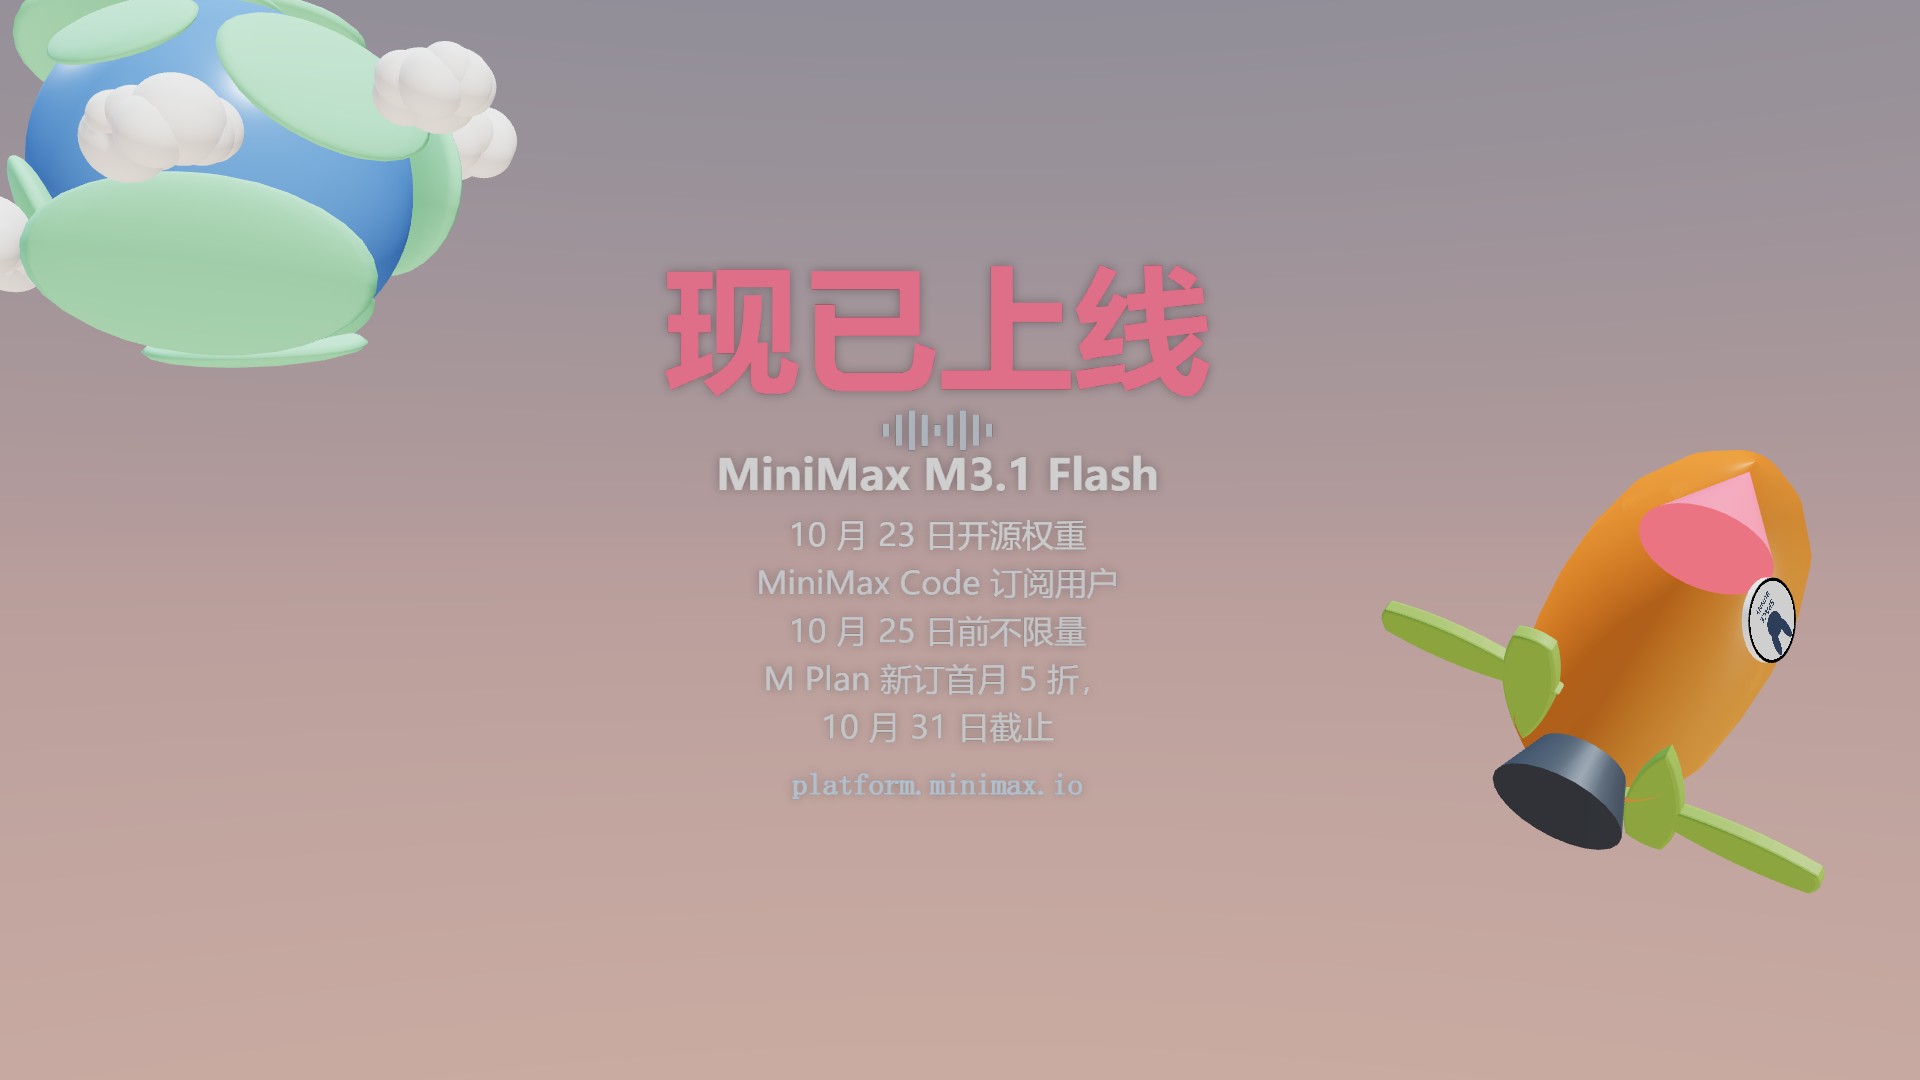 现已上线
MiniMax M3.1 Flash
10 月 23 日开源权重
MiniMax Code 订阅用户
10 月 25 日前不限量
M Plan 新订首月 5 折，
10 月 31 日截止
platform.minimax.io
SPACE
BUNNY